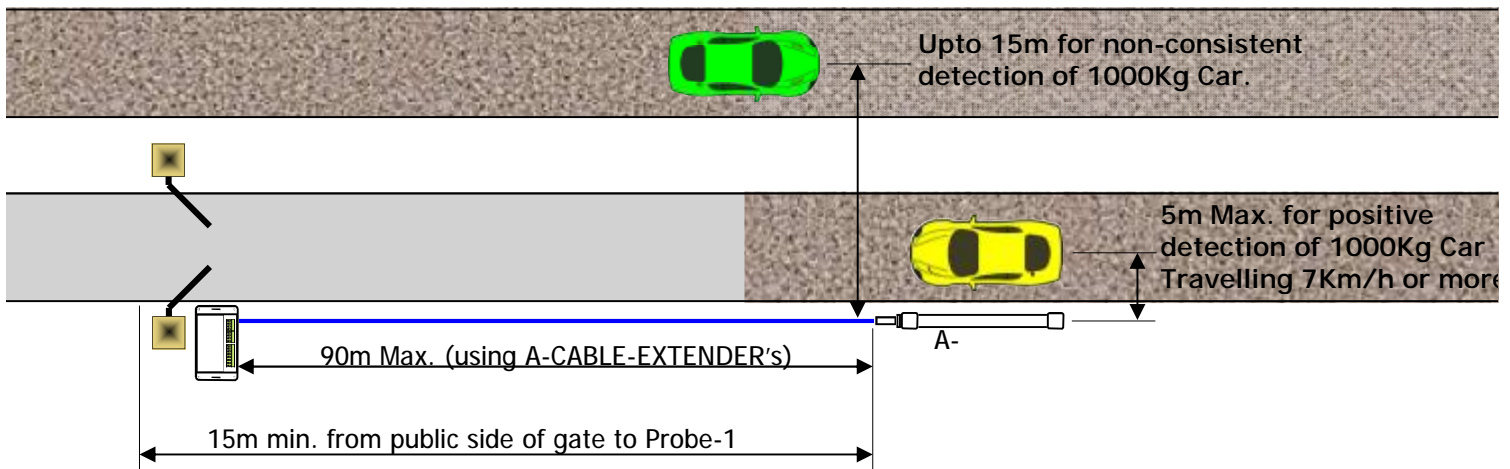 Upto 15m for non-consistent
detection of 1000Kg Car.
5m Max. for positive
detection of 1000Kg Car
Travelling 7Km/h or more
A-
90m Max. (using A-CABLE-EXTENDER's)
15m min. from public side of gate to Probe-1